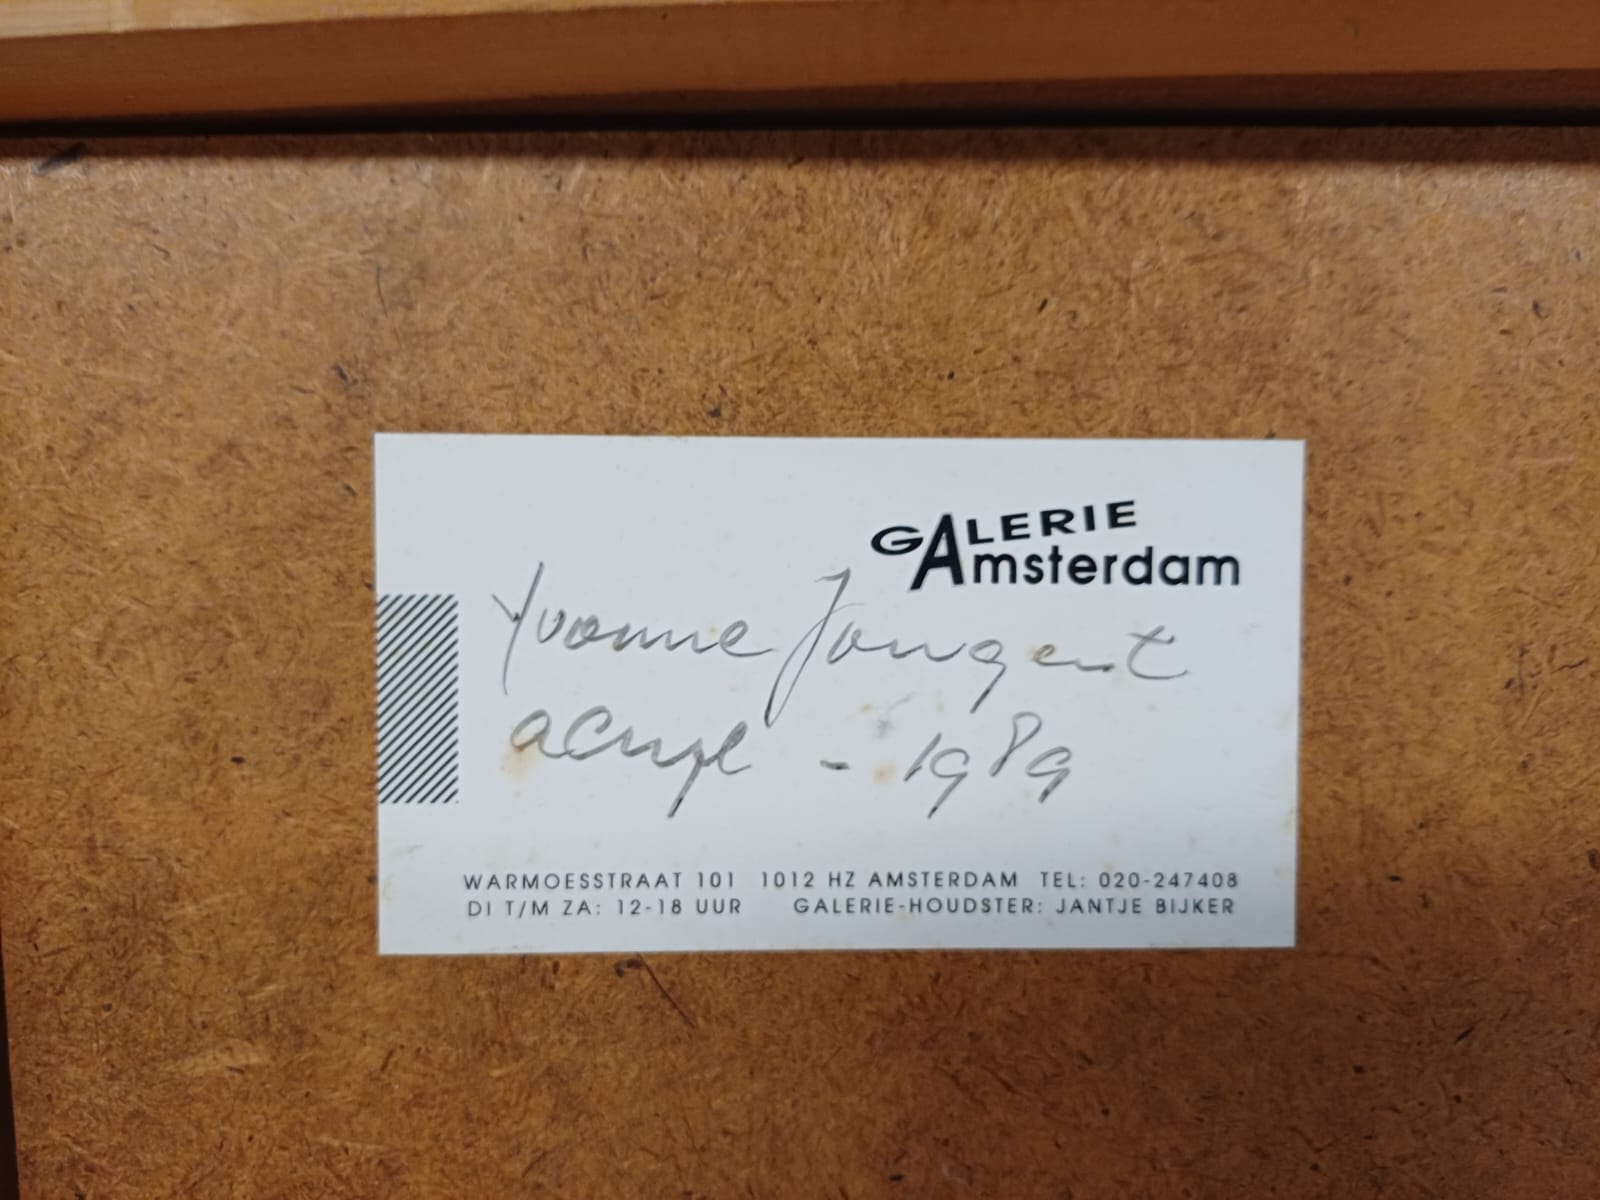 GALERIE
Amsterdam
Yvonne Jongert
acryl - 1989
WARMOESSTRAAT 101 1012 HZ AMSTERDAM TEL: 020-247408
DI T/M ZA: 12-18 UUR GALERIE-HOUDSTER: JANTJE BIJKER